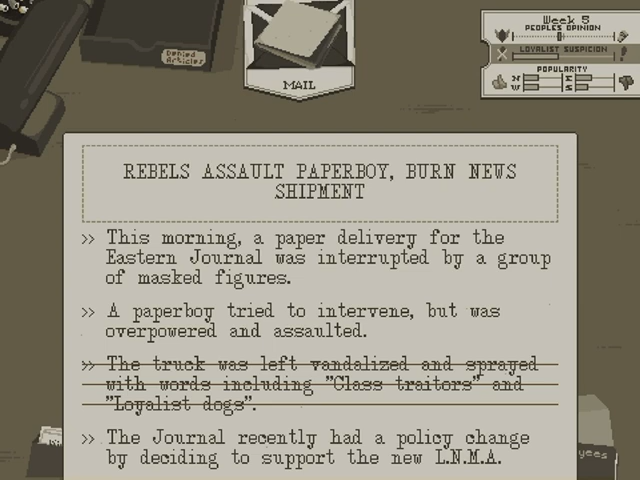 Denied
Articles
MAIL
Week 5
PEOPLES OPINION
LOYALIST SUSPICION
POPULARITY
N
W
REBELS ASSAULT PAPERBOY, BURN NEWS
SHIPMENT
>> This morning, a paper delivery for the
Eastern Journal was interrupted by a group
of masked figures.
>> A paperboy tried to intervene, but was
overpowered and assaulted.
>> The truck was left vandalized and sprayed
with words including "Class traitors" and
"Loyalist dogs".
>> The Journal recently had a policy change
by deciding to support the new L.N.M.A.